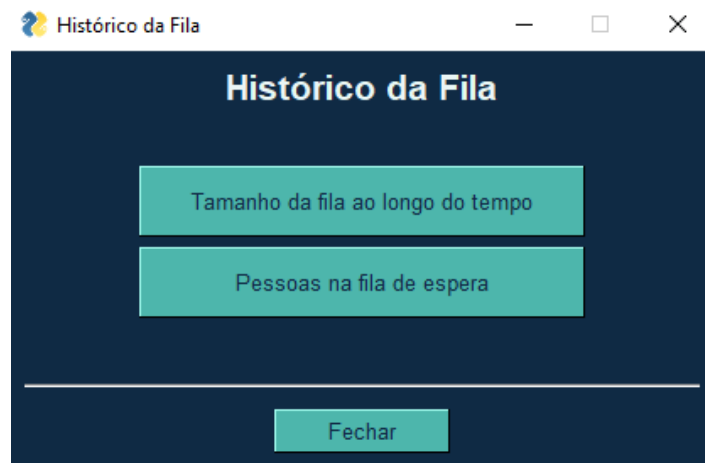 Histórico da Fila
Histórico da Fila
Tamanho da fila ao longo do tempo
Pessoas na fila de espera
Fechar